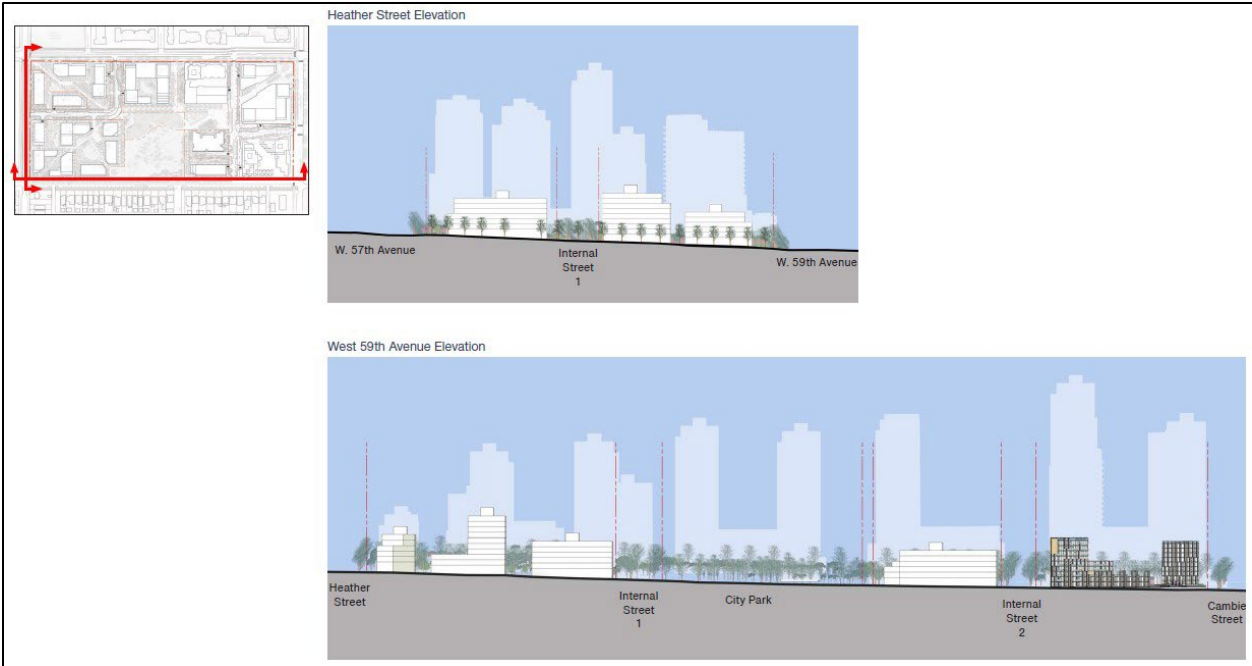 Heather Street Elevation
W. 57th Avenue
Internal
Street
1
W. 59th Avenue
West 59th Avenue Elevation
Heather
Street
Internal
Street
1
City Park
Internal
Street
2
Cambie
Street